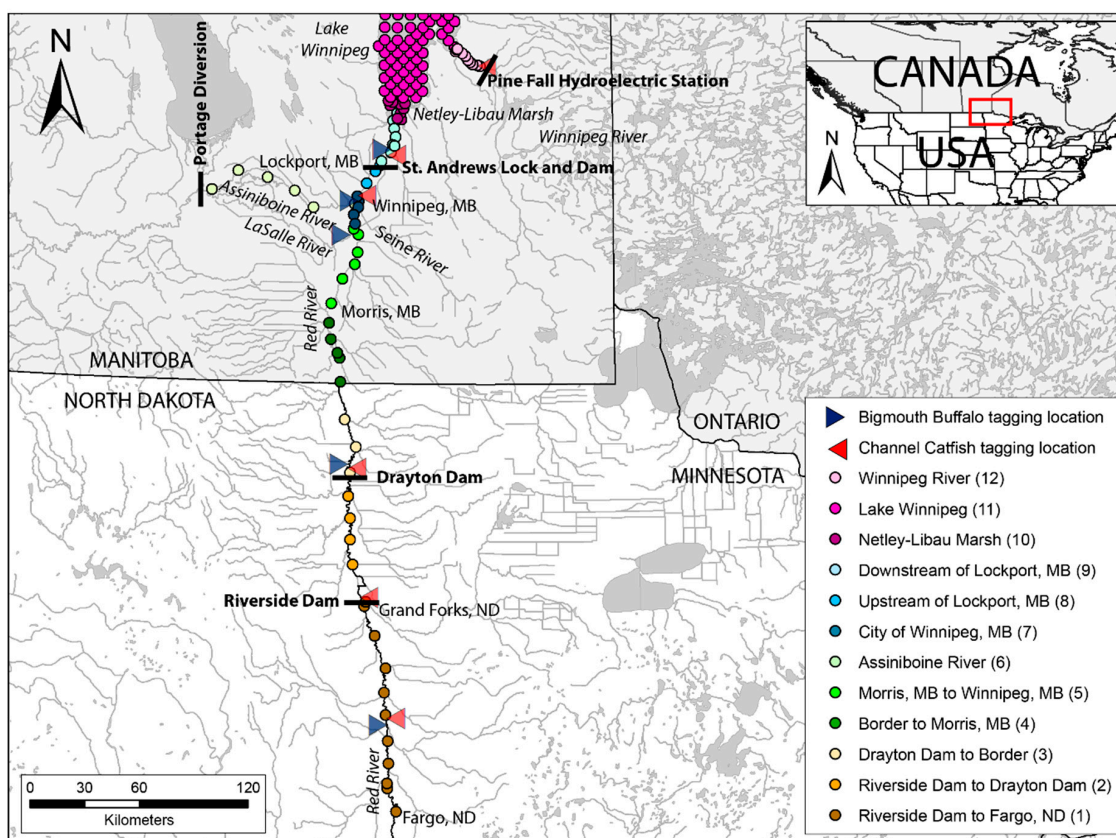 N
Lake
Winnipeg
Pine Fall Hydroelectric Station
Netley-Libau Marsh
Winnipeg River
Portage Diversion
Lockport, MB
St. Andrews Lock and Dam
Assiniboine River
Winnipeg, MB
LaSalle River
Seine River
Red River
Morris, MB
MANITOBA
NORTH DAKOTA
ONTARIO
MINNESOTA
Drayton Dam
Riverside Dam
Grand Forks, ND
Red River
Fargo, ND
0 30 60 120
Kilometers
CANADA
USA
N
Bigmouth Buffalo tagging location
Channel Catfish tagging location
Winnipeg River (12)
Lake Winnipeg (11)
Netley-Libau Marsh (10)
Downstream of Lockport, MB (9)
Upstream of Lockport, MB (8)
City of Winnipeg, MB (7)
Assiniboine River (6)
Morris, MB to Winnipeg, MB (5)
Border to Morris, MB (4)
Drayton Dam to Border (3)
Riverside Dam to Drayton Dam (2)
Riverside Dam to Fargo, ND (1)